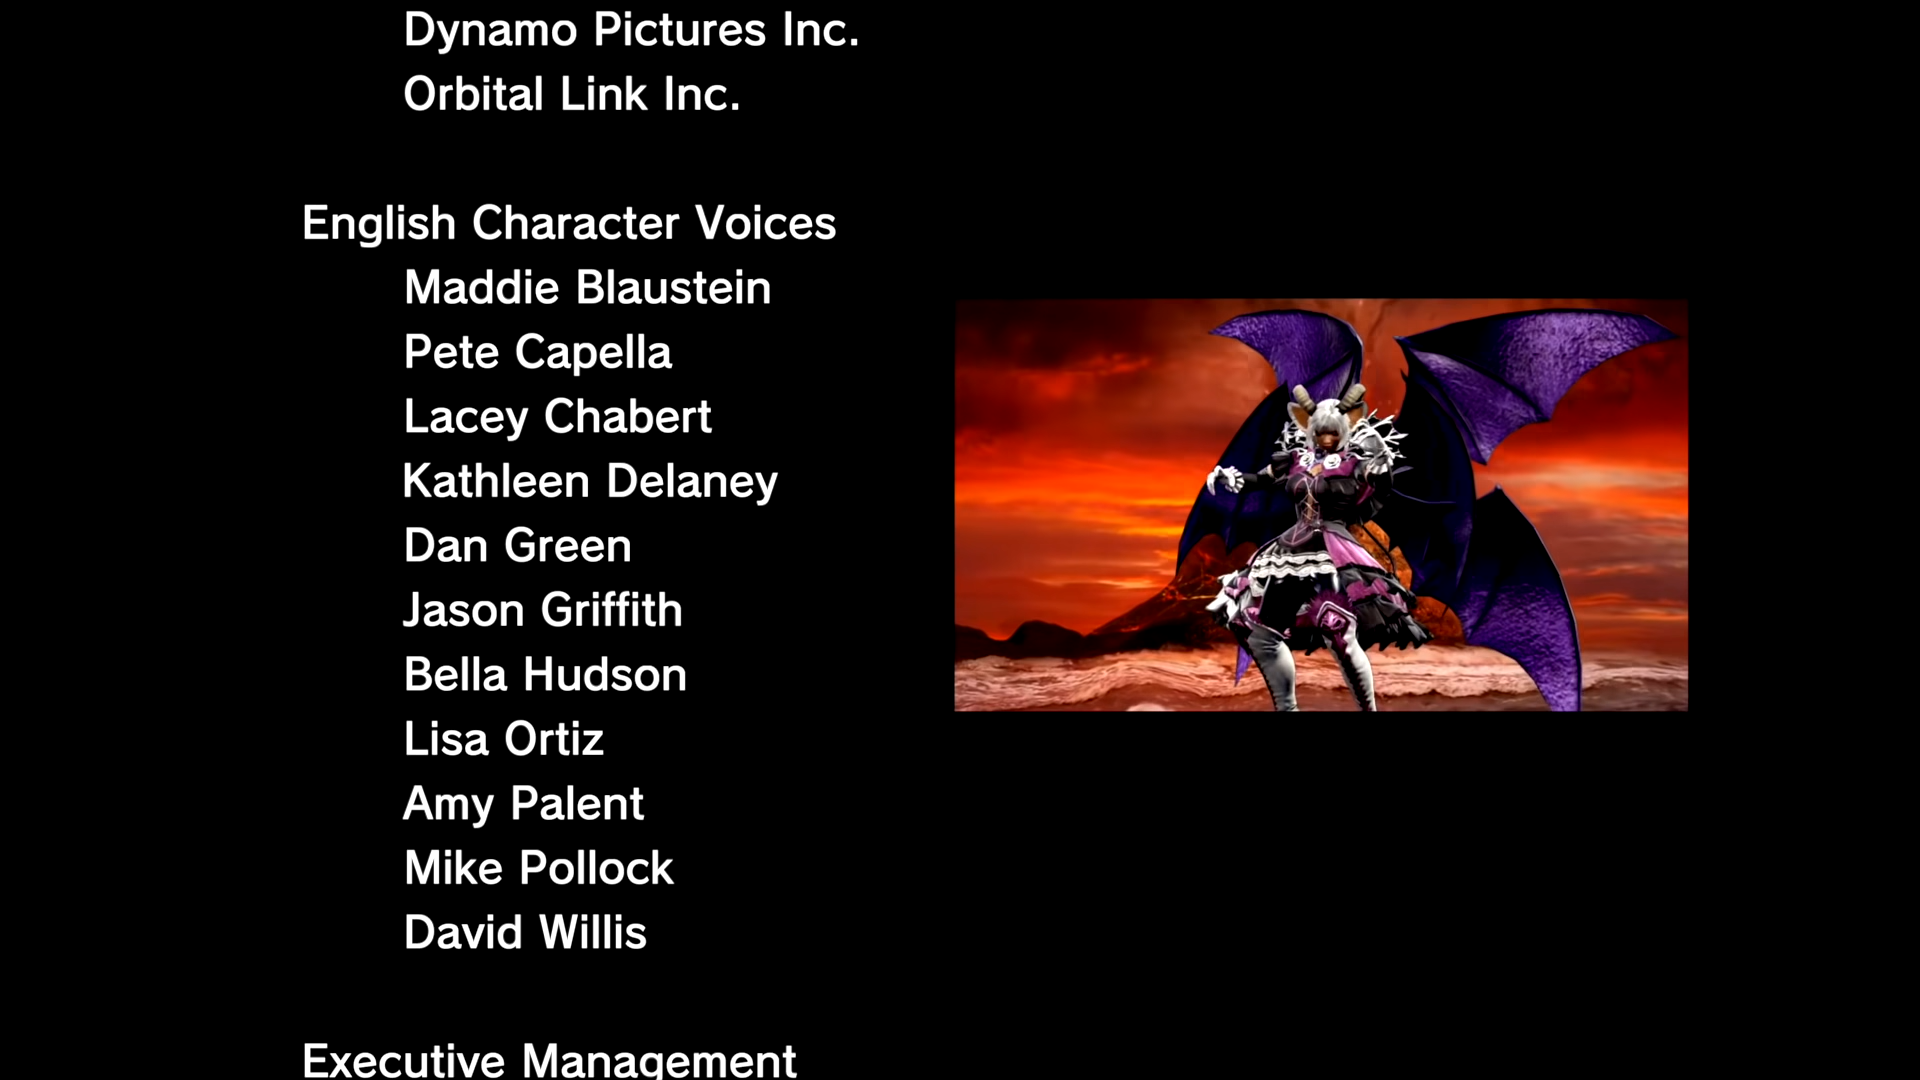 Dynamo Pictures Inc.
Orbital Link Inc.
English Character Voices
Maddie Blaustein
Pete Capella
Lacey Chabert
Kathleen Delaney
Dan Green
Jason Griffith
Bella Hudson
Lisa Ortiz
Amy Palent
Mike Pollock
David Willis
Executive Management